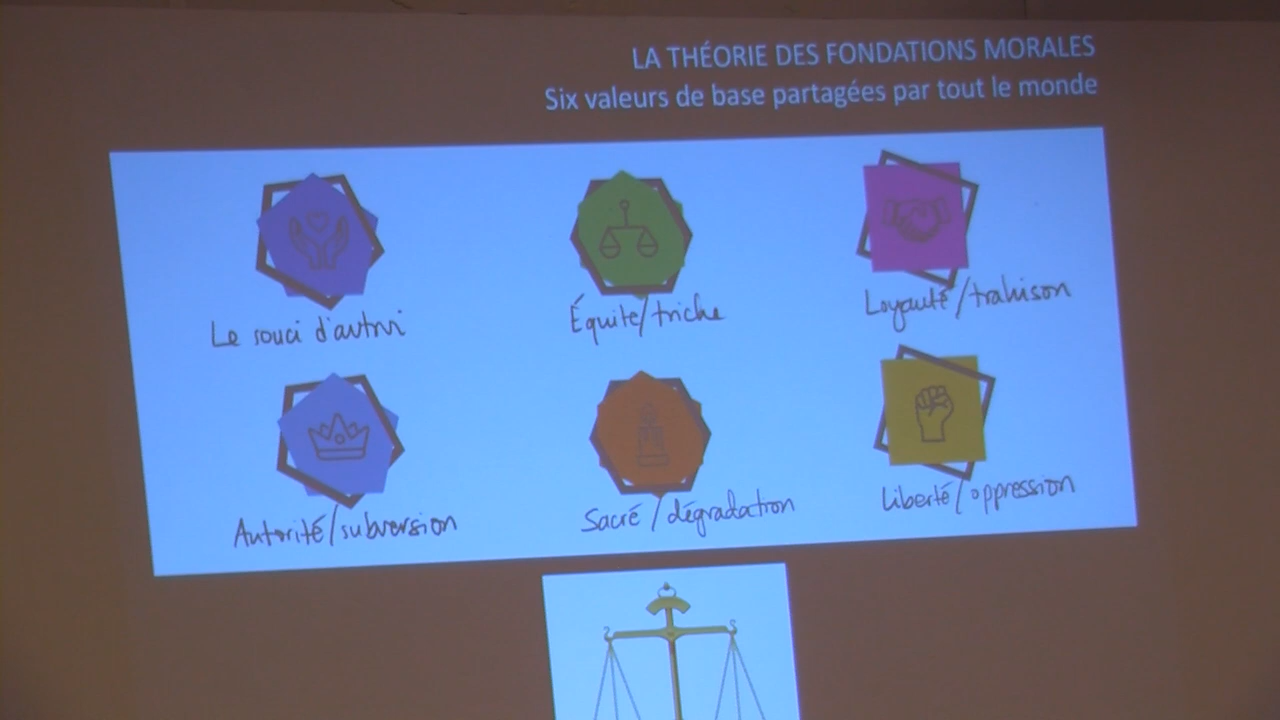 LA THÉORIE DES FONDATIONS MORALES
Six valeurs de base partagées par tout le monde
Le souci d'autrui
Équité/triche
Loyauté/trahison
Autorité/subversion
Sacré/dégradation
Liberté/oppression